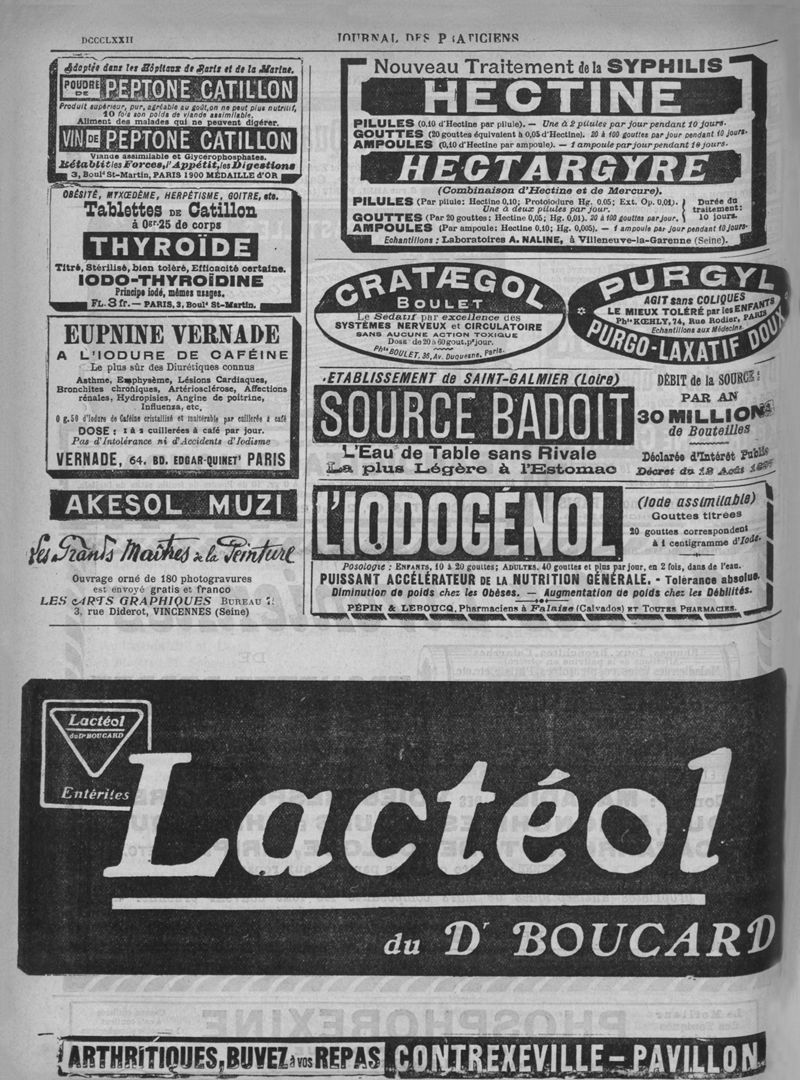 DCCCLXXII
JOURNAL DES PRATICIENS
Adoptée dans les Hôpitaux de Paris et de la Marine.
POUDRE DE PEPTONE CATILLON
Produit supérieur, pur, agréable au goût, on ne peut plus nutritif,
10 fois son poids de viande assimilable.
Aliment des malades qui ne peuvent digérer.
VIN DE PEPTONE CATILLON
Viande assimilable et Glycérophosphates.
Rétablit les Forces, l'Appétit, les Digestions
3, Boulᵈ St-Martin, PARIS 1900 MÉDAILLE D'OR
OBÉSITÉ, MYXŒDÈME, HERPÉTISME, GOITRE, etc.
Tablettes DE Catillon
à 0gr.25 de corps
THYROÏDE
Titré, Stérilisé, bien toléré, Efficacité certaine.
IODO-THYROÏDINE
Principe iodé, mêmes usages.
FL. 3 fr. — PARIS, 3, Boulᵈ St-Martin.
EUPNINE VERNADE
A L'IODURE DE CAFÉINE
Le plus sûr des Diurétiques connus
Asthme, Emphysème, Lésions Cardiaques,
Bronchites chroniques, Artériosclérose, Affections
rénales, Hydropisies, Angine de poitrine,
Influenza, etc,
0 g.50 d'Iodure de Caféine cristallisé et inaltérable par cuillerée à café
DOSE : 1 à 3 cuillerées à café par jour.
Pas d'Intolérance ni d'Accidents d'Iodisme
VERNADE, 64, BD. EDGAR-QUINET PARIS
AKESOL MUZI
Les Grands Maîtres de la Peinture
Ouvrage orné de 180 photogravures
est envoyé gratis et franco
LES ARTS GRAPHIQUES BUREAU
3, rue Diderot, VINCENNES (Seine)
Nouveau Traitement de la SYPHILIS
HECTINE
PILULES (0,10 d'Hectine par pilule). — Une à 2 pilules par jour pendant 10 jours.
GOUTTES (20 gouttes équivalent à 0,05 d'Hectine). 20 à 100 gouttes par jour pendant 10 jours.
AMPOULES (0,10 d'Hectine par ampoule). — 1 ampoule par jour pendant 10 jours.
HECTARGYRE
(Combinaison d'Hectine et de Mercure).
PILULES (Par pilule: Hectine 0,10; Protoiodure Hg. 0,05; Ext. Op. 0,01).
Une à deux pilules par jour.
GOUTTES (Par 20 gouttes: Hectine 0,05; Hg. 0,01). 20 à 100 gouttes par jour.
Durée du
traitement:
10 jours.
AMPOULES (Par ampoule: Hectine 0,10; Hg. 0,005). — 1 ampoule par jour pendant 10 jours.
Echantillons : Laboratoires A. NALINE, à Villeneuve-la-Garenne (Seine).
CRATÆGOL
BOULET
Le Sédatif par excellence des
SYSTÈMES NERVEUX et CIRCULATOIRE
SANS AUCUNE ACTION TOXIQUE
Dose: de 20 à 60 gout. p^r jour.
Phie BOULET, 36, Av. Duquesne, Paris.
PURGYL
AGIT sans COLIQUES
LE MIEUX TOLÉRÉ par les ENFANTS
Phie KŒHLY, 74, Rue Rodier, PARIS
Echantillons aux Médecins
PURGO-LAXATIF DOUX
ETABLISSEMENT de SAINT-GALMIER (Loire)
SOURCE BADOIT
L'Eau de Table sans Rivale
La plus Légère à l'Estomac
DÉBIT de la SOURCE:
PAR AN
30 MILLIONS
de Bouteilles
Déclarée d'Intérêt Public
Décret du 12 Août
L'IODOGÉNOL
(Iode assimilable)
Gouttes titrées
20 gouttes correspondent
à 1 centigramme d'Iode.
Posologie : ENFANTS, 10 à 20 gouttes; ADULTES, 40 gouttes et plus par jour, en 2 fois, dans de l'eau.
PUISSANT ACCÉLÉRATEUR DE LA NUTRITION GÉNÉRALE. - Tolerance absolue.
Diminution de poids chez les Obèses. — Augmentation de poids chez les Débilités.
PÉPIN & LEBOUCQ, Pharmaciens à Falaise (Calvados) ET TOUTES PHARMACIES.
Lactéol
du Dr BOUCARD
Entérites
Lactéol
du Dr BOUCARD
ARTHRITIQUES, BUVEZ à vos REPAS CONTREXEVILLE — PAVILLON